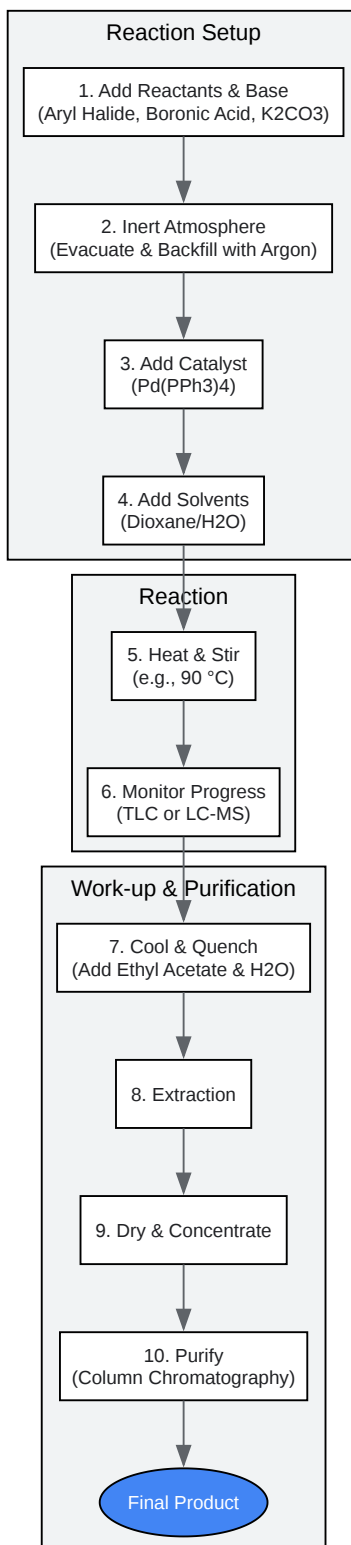 Reaction Setup
1. Add Reactants & Base
(Aryl Halide, Boronic Acid, K2CO3)
2. Inert Atmosphere
(Evacuate & Backfill with Argon)
3. Add Catalyst
(Pd(PPh3)4)
4. Add Solvents
(Dioxane/H2O)
Reaction
5. Heat & Stir
(e.g., 90 °C)
6. Monitor Progress
(TLC or LC-MS)
Work-up & Purification
7. Cool & Quench
(Add Ethyl Acetate & H2O)
8. Extraction
9. Dry & Concentrate
10. Purify
(Column Chromatography)
Final Product